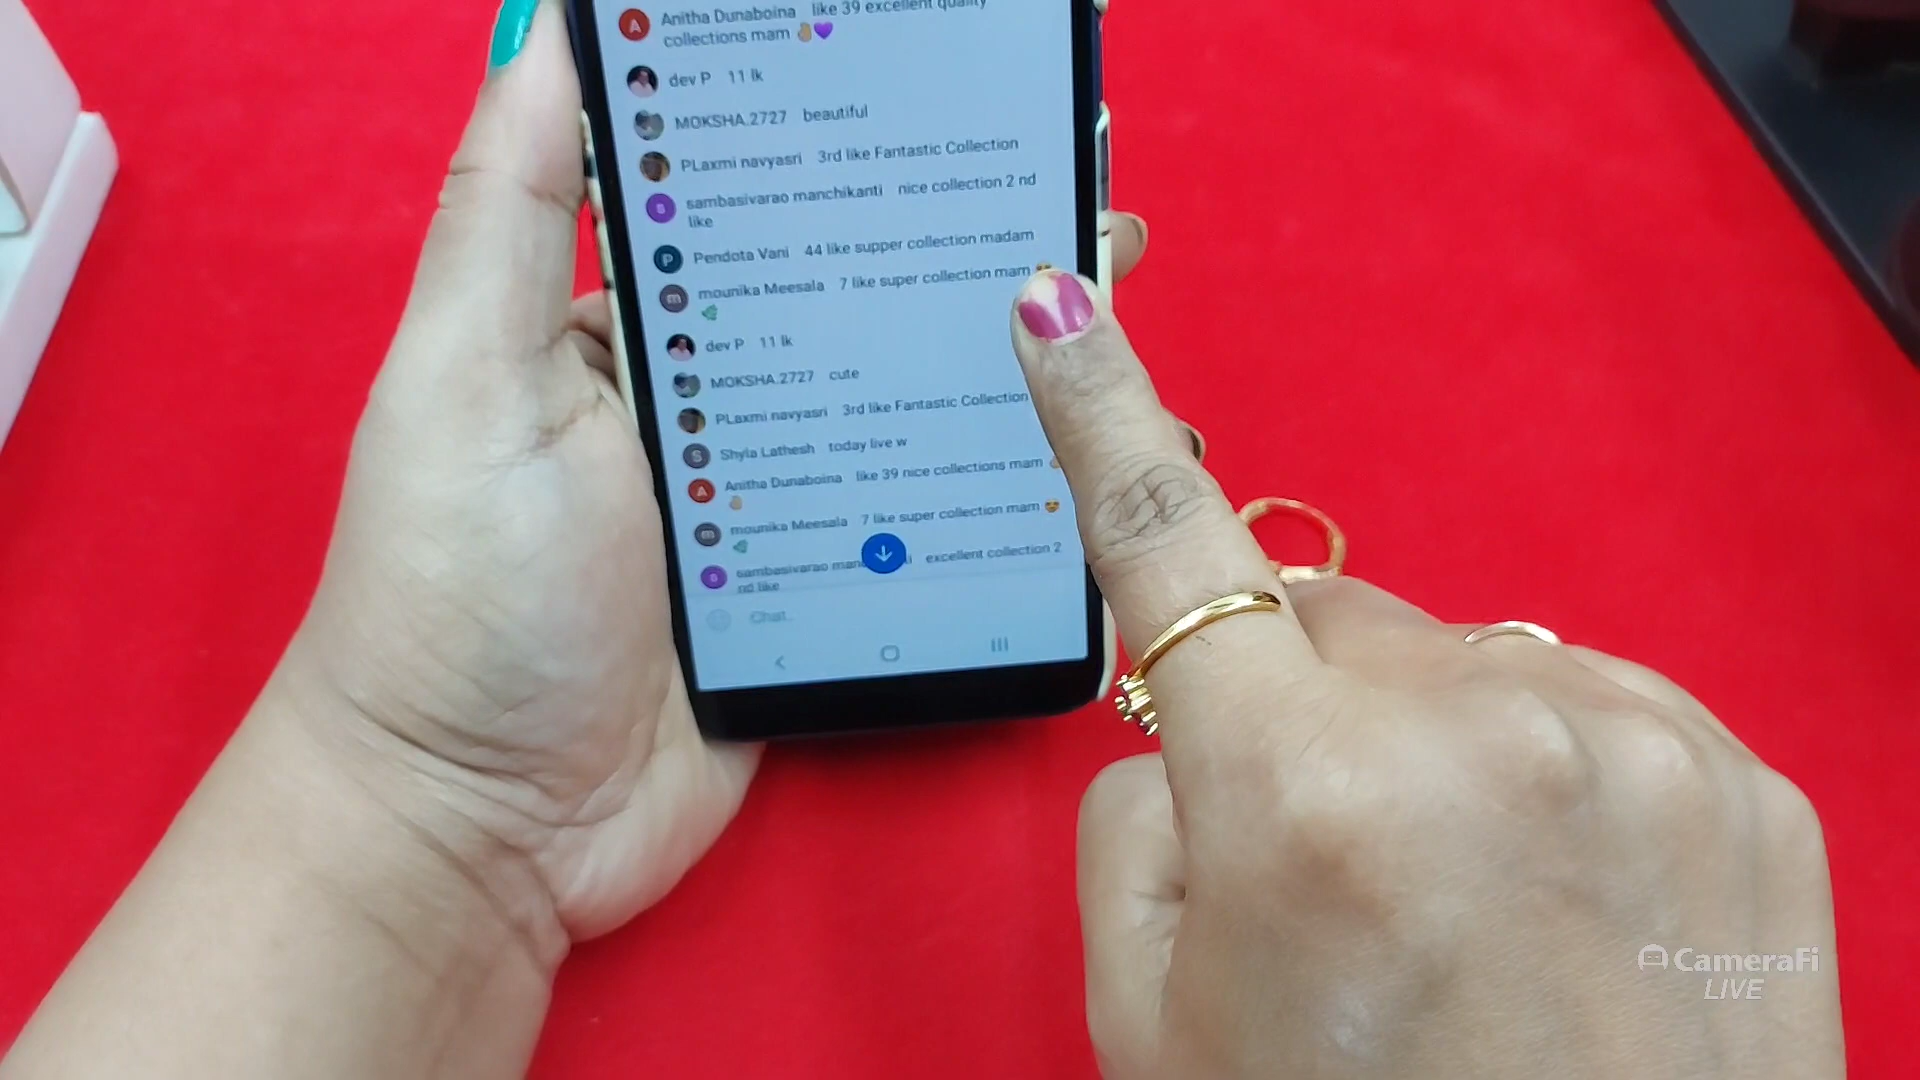 A Anitha Dunaboina like 39 excellent quality
collections mam 🤚💜
dev P 11 lk
MOKSHA.2727 beautiful
PLaxmi navyasri 3rd like Fantastic Collection
s sambasivarao manchikanti nice collection 2 nd
like
P Pendota Vani 44 like supper collection madam
m mounika Meesala 7 like super collection mam
dev P 11 lk
MOKSHA.2727 cute
PLaxmi navyasri 3rd like Fantastic Collection
S Shyla Lathesh today live w
A Anitha Dunaboina like 39 nice collections mam
m mounika Meesala 7 like super collection mam 😍
s sambasivarao excellent collection 2
nd like
Chat...
CameraFi
LIVE